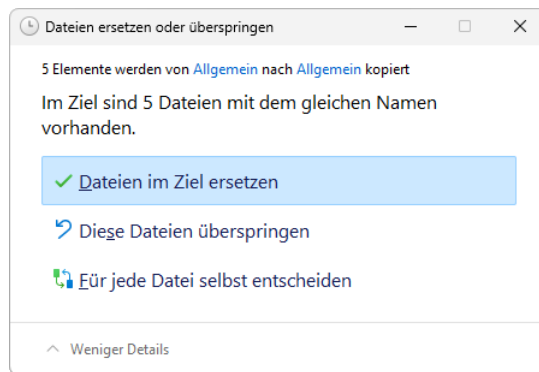 Dateien ersetzen oder überspringen
5 Elemente werden von Allgemein nach Allgemein kopiert
Im Ziel sind 5 Dateien mit dem gleichen Namen
vorhanden.
Dateien im Ziel ersetzen
Diese Dateien überspringen
Für jede Datei selbst entscheiden
Weniger Details